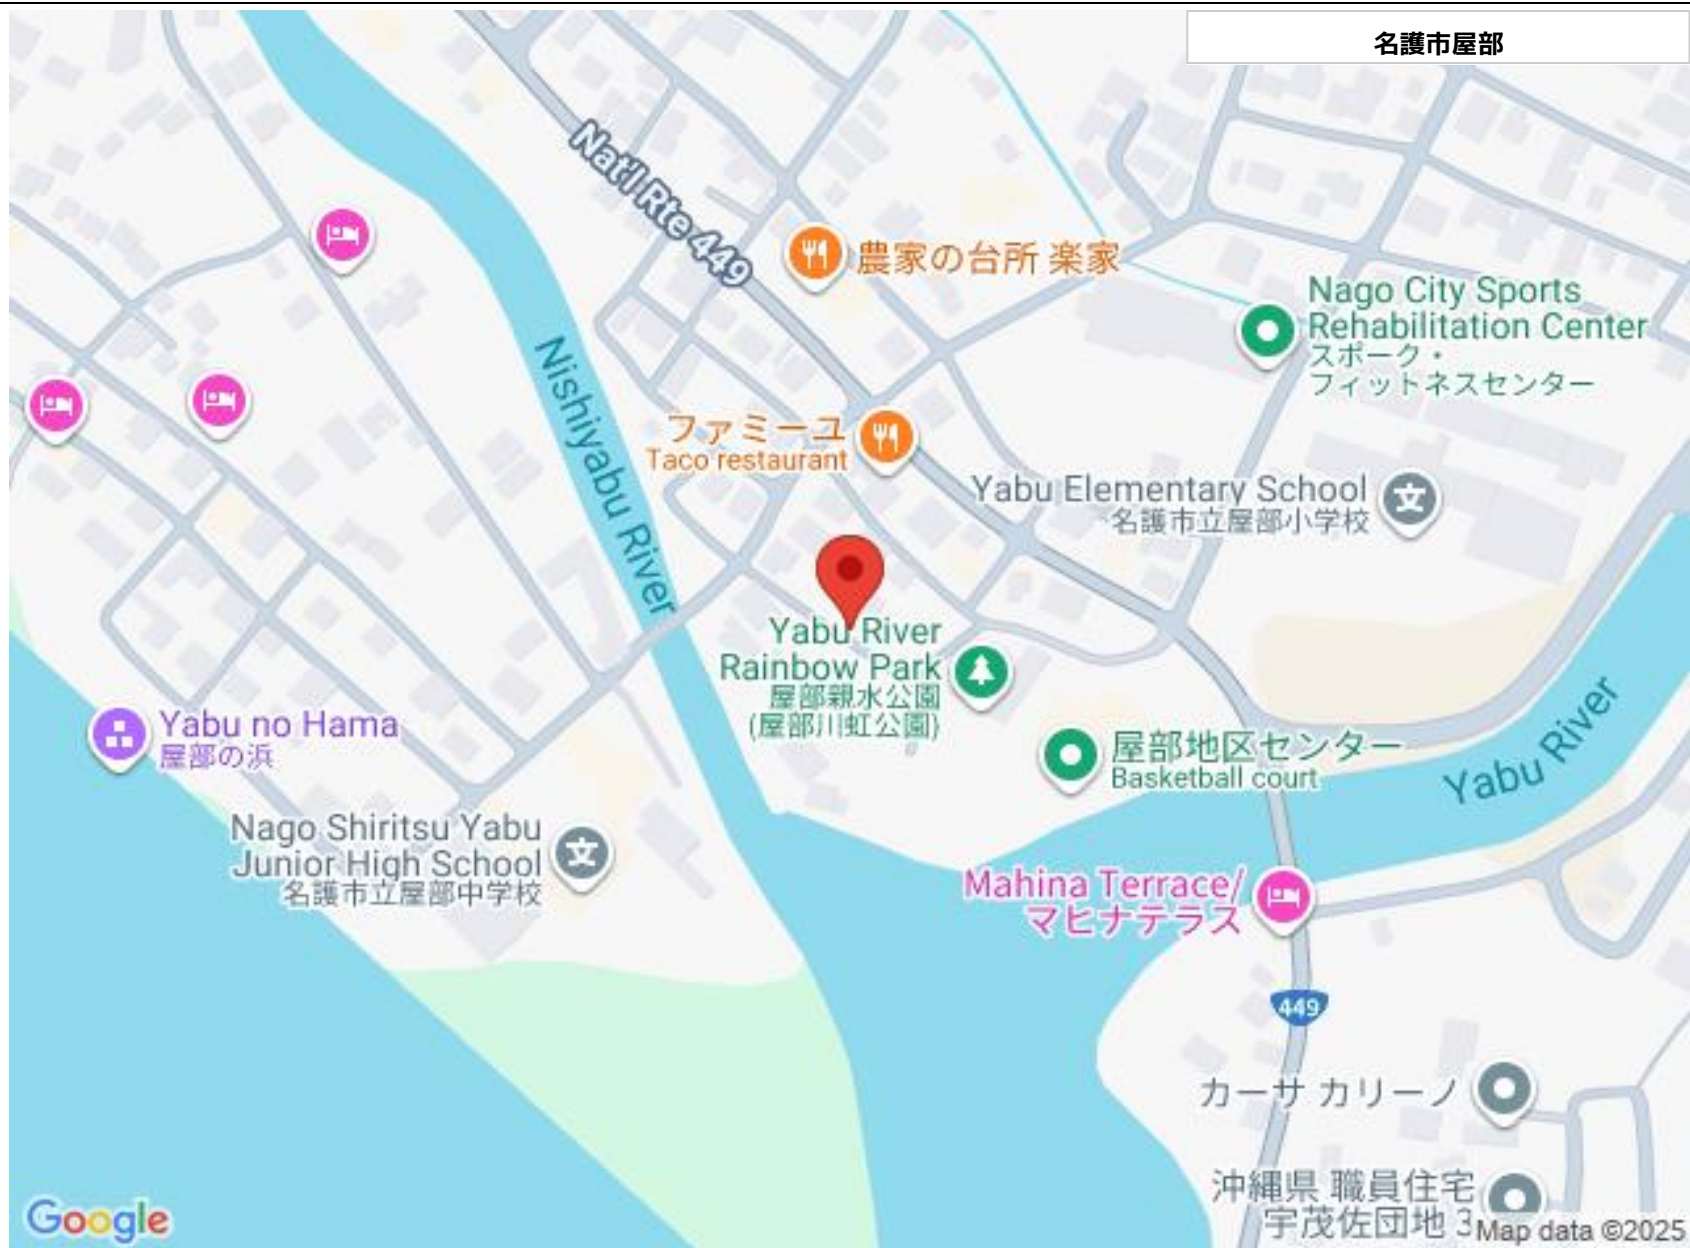 名護市屋部
Nat'l Rte 449
農家の台所 楽家
Nago City Sports
Rehabilitation Center
スポーク・
フィットネスセンター
Nishiyabu River
ファミーユ
Taco restaurant
Yabu Elementary School
名護市立屋部小学校
Yabu River
Rainbow Park
屋部親水公園
(屋部川虹公園)
Yabu no Hama
屋部の浜
屋部地区センター
Basketball court
Yabu River
Nago Shiritsu Yabu
Junior High School
名護市立屋部中学校
Mahina Terrace/
マヒナテラス
449
カーサ カリーノ
沖縄県 職員住宅
宇茂佐団地 3
Google
Map data ©2025